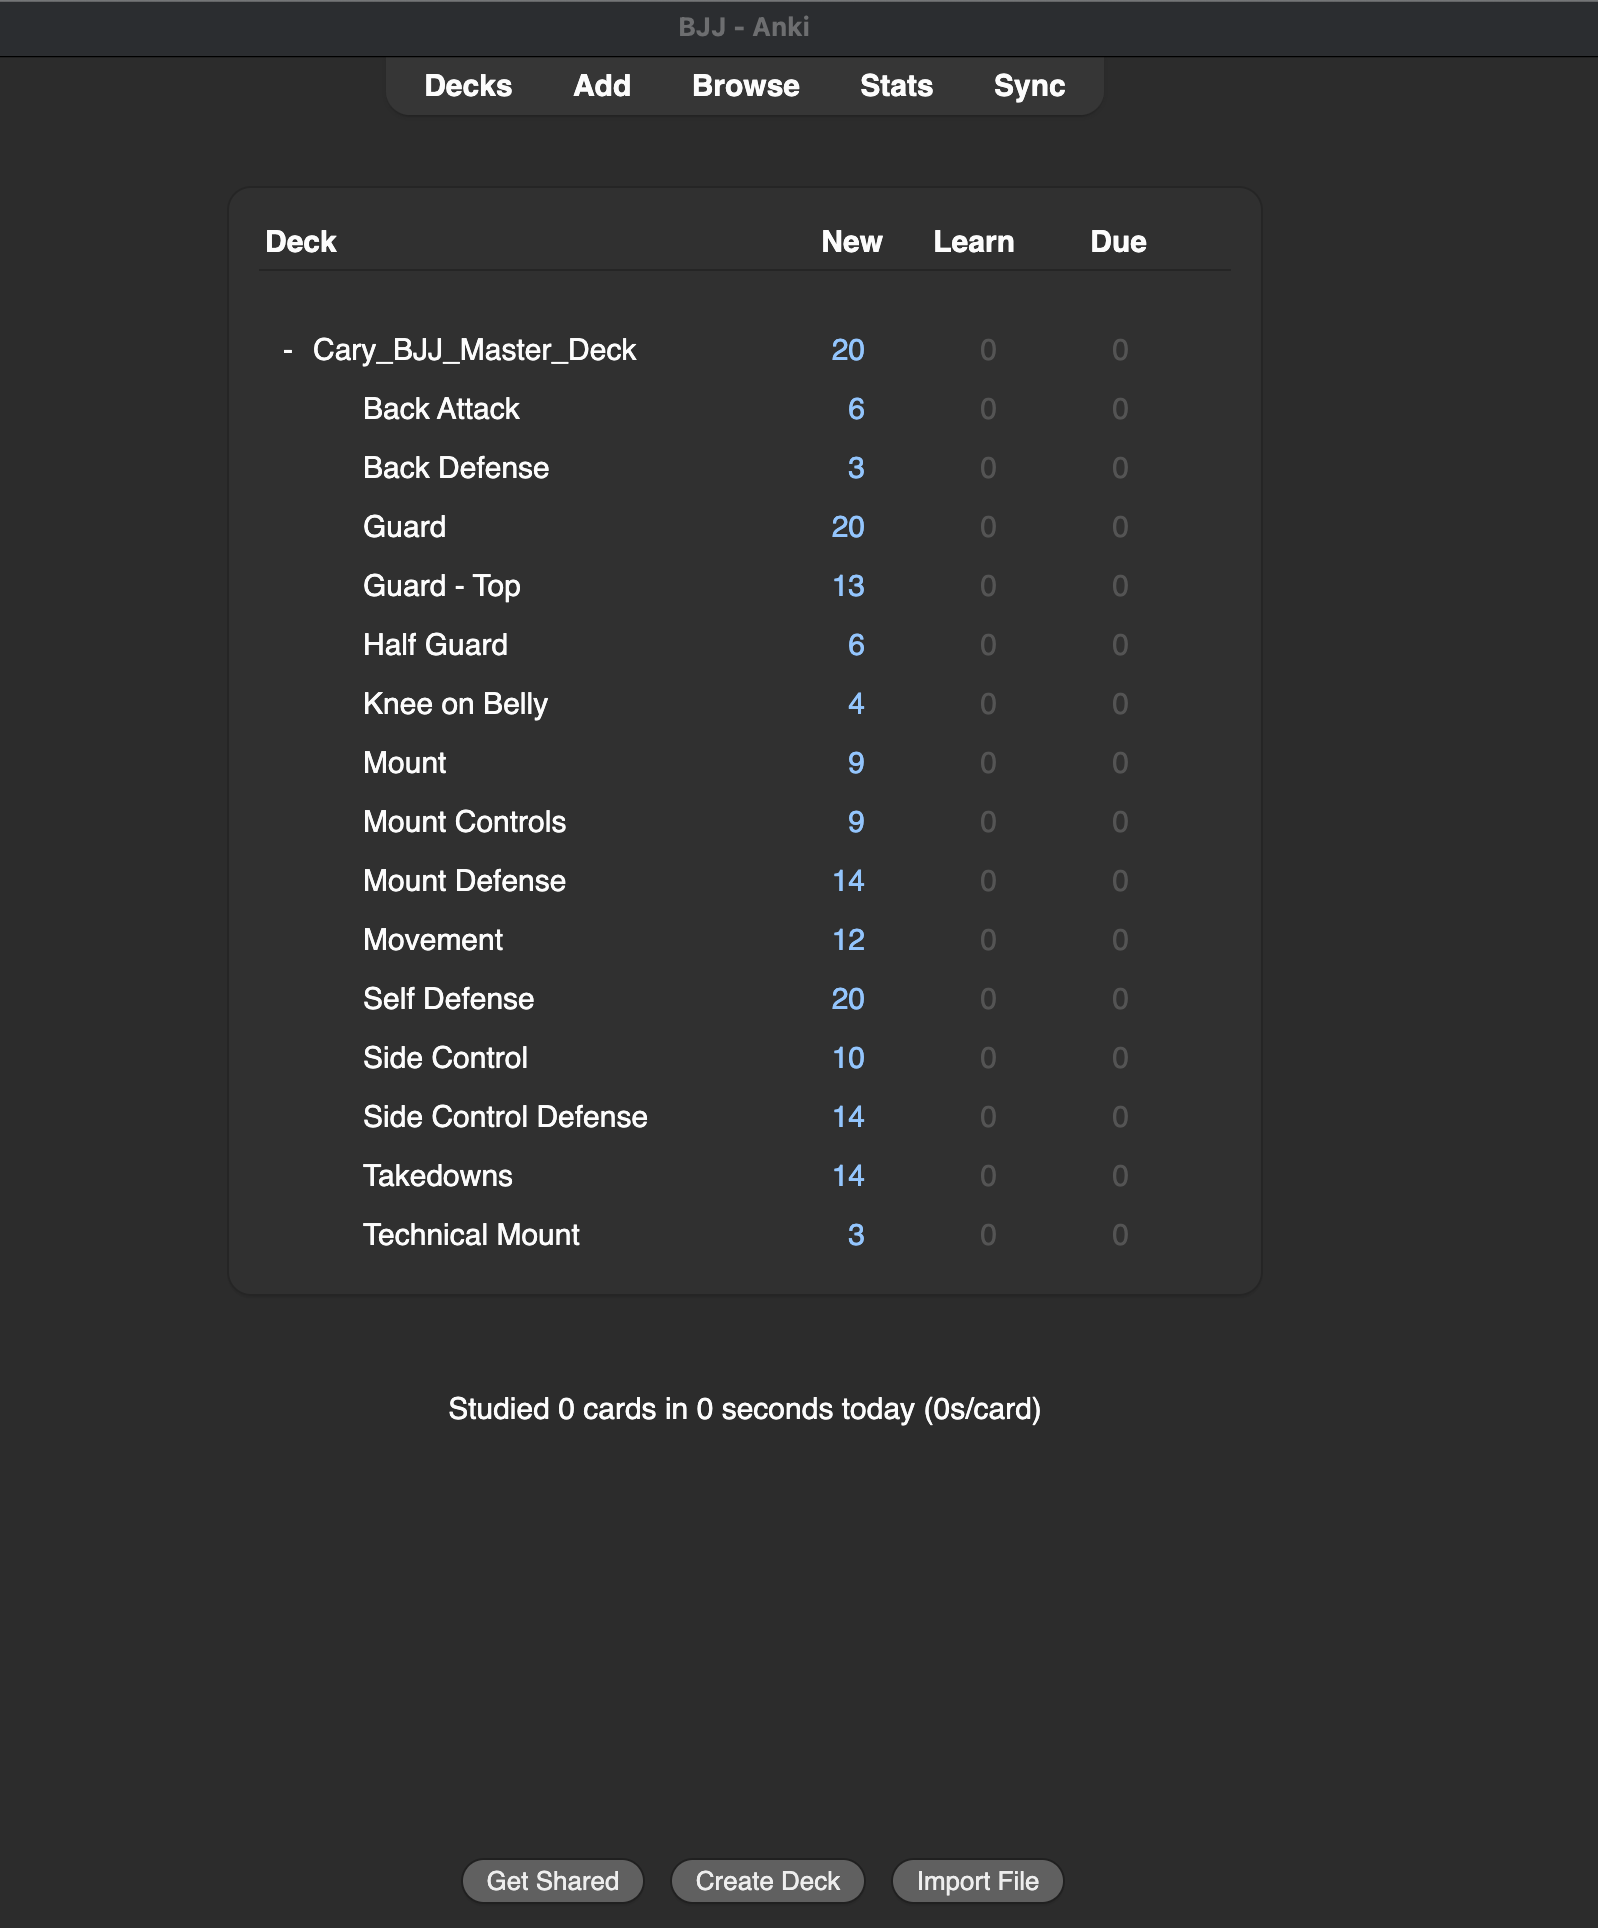 BJJ - Anki
Decks Add Browse Stats Sync
Deck New Learn Due
- Cary_BJJ_Master_Deck 20 0 0
Back Attack 6 0 0
Back Defense 3 0 0
Guard 20 0 0
Guard - Top 13 0 0
Half Guard 6 0 0
Knee on Belly 4 0 0
Mount 9 0 0
Mount Controls 9 0 0
Mount Defense 14 0 0
Movement 12 0 0
Self Defense 20 0 0
Side Control 10 0 0
Side Control Defense 14 0 0
Takedowns 14 0 0
Technical Mount 3 0 0
Studied 0 cards in 0 seconds today (0s/card)
Get Shared Create Deck Import File